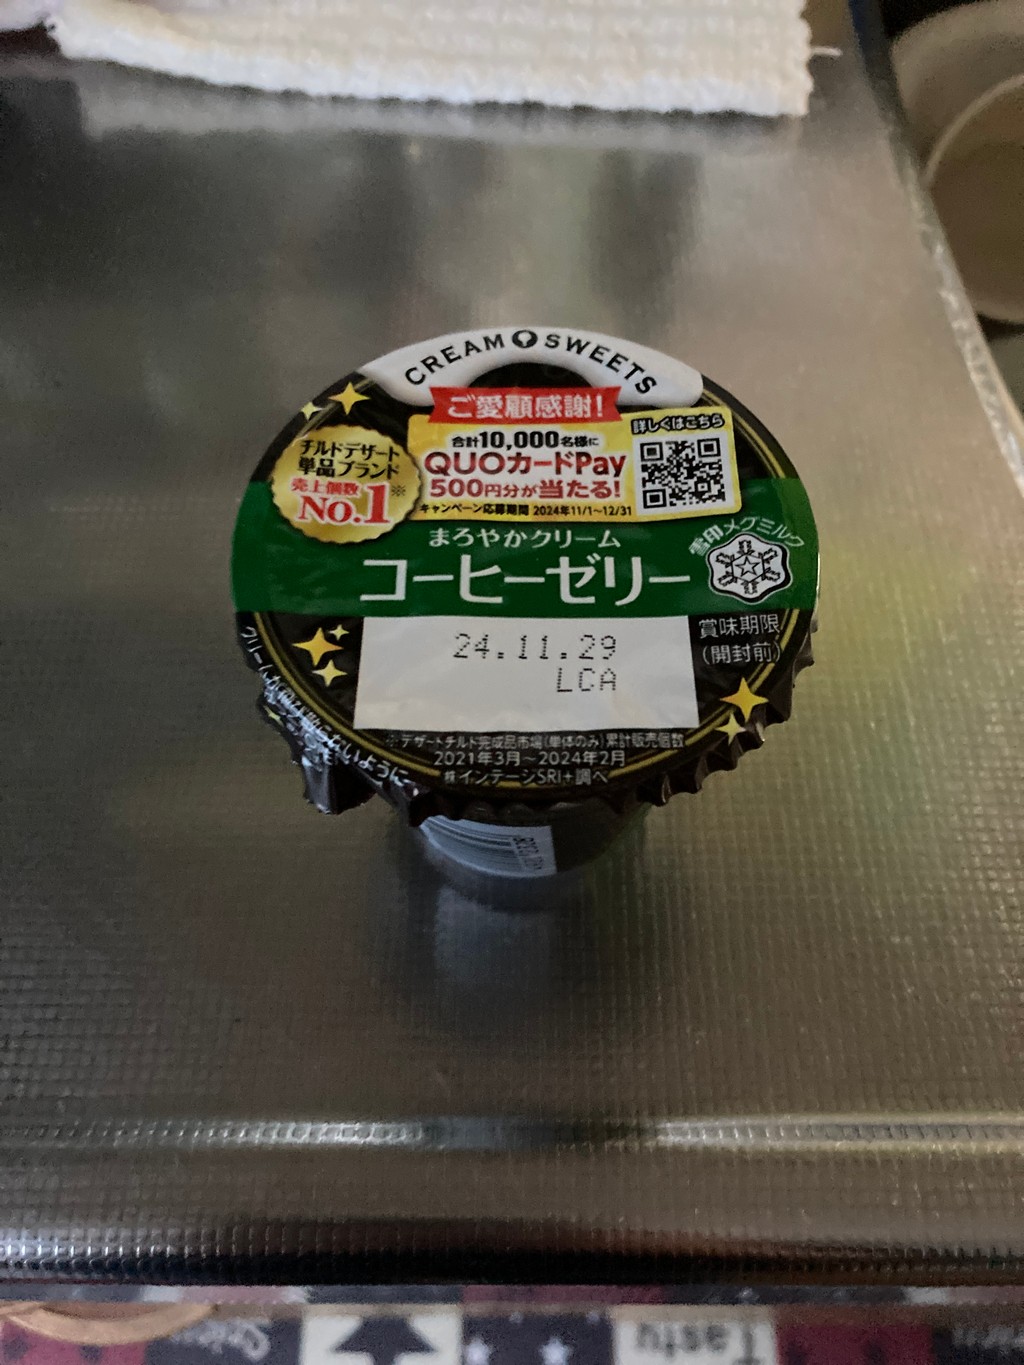 CREAM SWEETS
ご愛顧感謝!
詳しくはこちら
合計10,000名様に
QUOカードPay
500円分が当たる!
キャンペーン応募期間 2024年11/1~12/31
チルドデザート
単品ブランド
売上個数
No.1※
まろやかクリーム
コーヒーゼリー
雪印メグミルク
24.11.29
LCA
賞味期限
(開封前)
※デザートチルド完成品市場(単体のみ)累計販売個数
2021年3月~2024年2月
㈱インテージSRI+調べ
ないように
Tasty